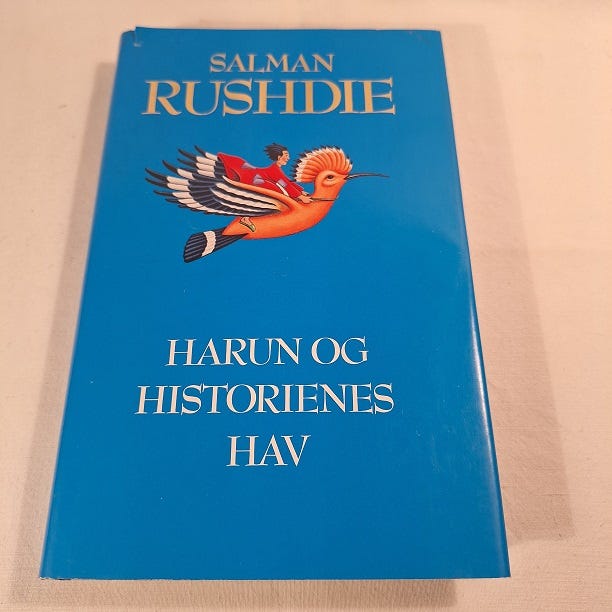 SALMAN
RUSHDIE
HARUN OG
HISTORIENES
HAV